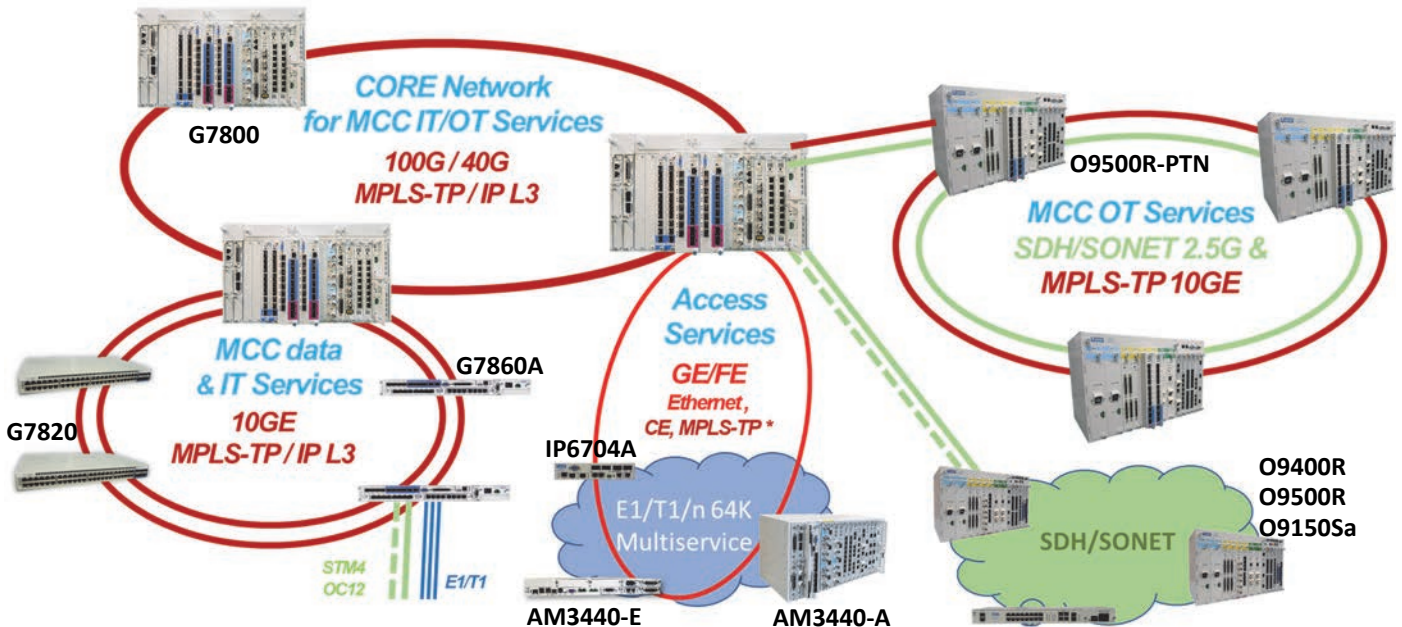 G7800
CORE Network
for MCC IT/OT Services
100G / 40G
MPLS-TP / IP L3
O9500R-PTN
MCC OT Services
SDH/SONET 2.5G &
MPLS-TP 10GE
MCC data
& IT Services
10GE
MPLS-TP / IP L3
G7860A
G7820
STM4
OC12
E1/T1
Access
Services
GE/FE
Ethernet ,
CE, MPLS-TP *
IP6704A
E1/T1/n 64K
Multiservice
AM3440-E
AM3440-A
SDH/SONET
O9400R
O9500R
O9150Sa